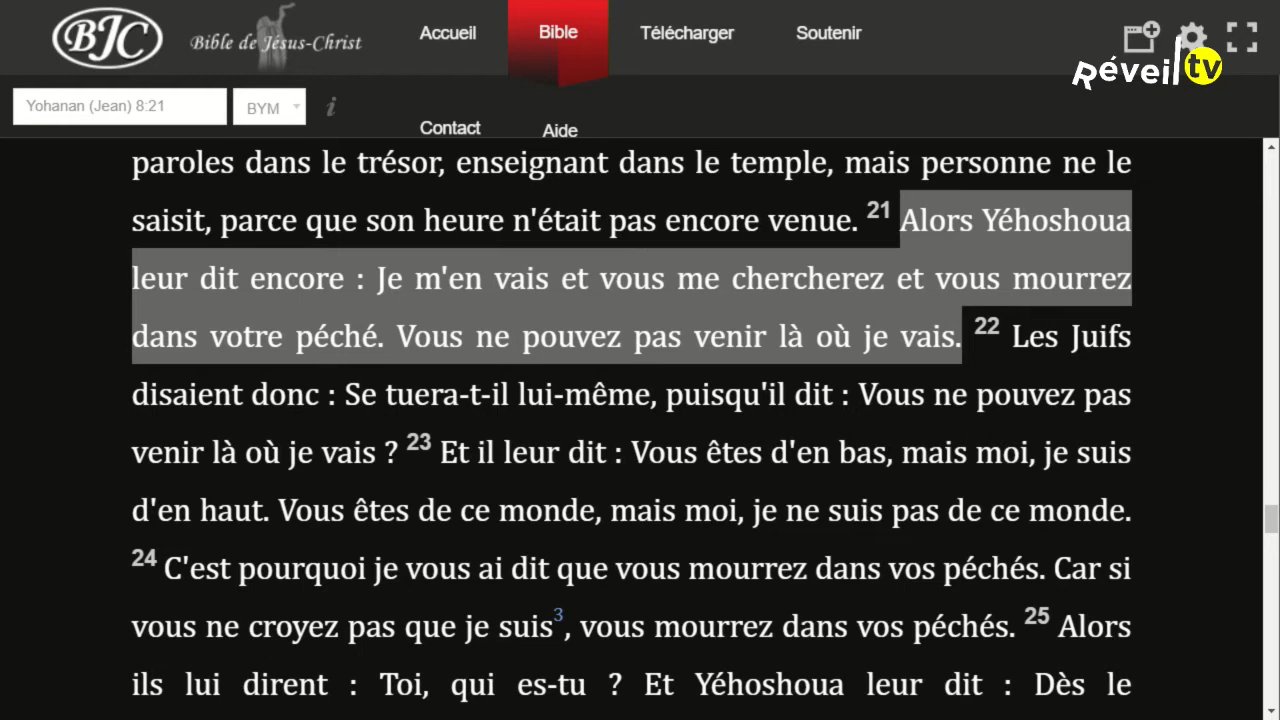 BJC
Bible de Jésus-Christ
Accueil
Bible
Télécharger
Soutenir
Réveil tv
Yohanan (Jean) 8:21
BYM
i
Contact
Aide
paroles dans le trésor, enseignant dans le temple, mais personne ne le
saisit, parce que son heure n'était pas encore venue. 21 Alors Yéhoshoua
leur dit encore : Je m'en vais et vous me chercherez et vous mourrez
dans votre péché. Vous ne pouvez pas venir là où je vais. 22 Les Juifs
disaient donc : Se tuera-t-il lui-même, puisqu'il dit : Vous ne pouvez pas
venir là où je vais ? 23 Et il leur dit : Vous êtes d'en bas, mais moi, je suis
d'en haut. Vous êtes de ce monde, mais moi, je ne suis pas de ce monde.
24 C'est pourquoi je vous ai dit que vous mourrez dans vos péchés. Car si
vous ne croyez pas que je suis3, vous mourrez dans vos péchés. 25 Alors
ils lui dirent : Toi, qui es-tu ? Et Yéhoshoua leur dit : Dès le